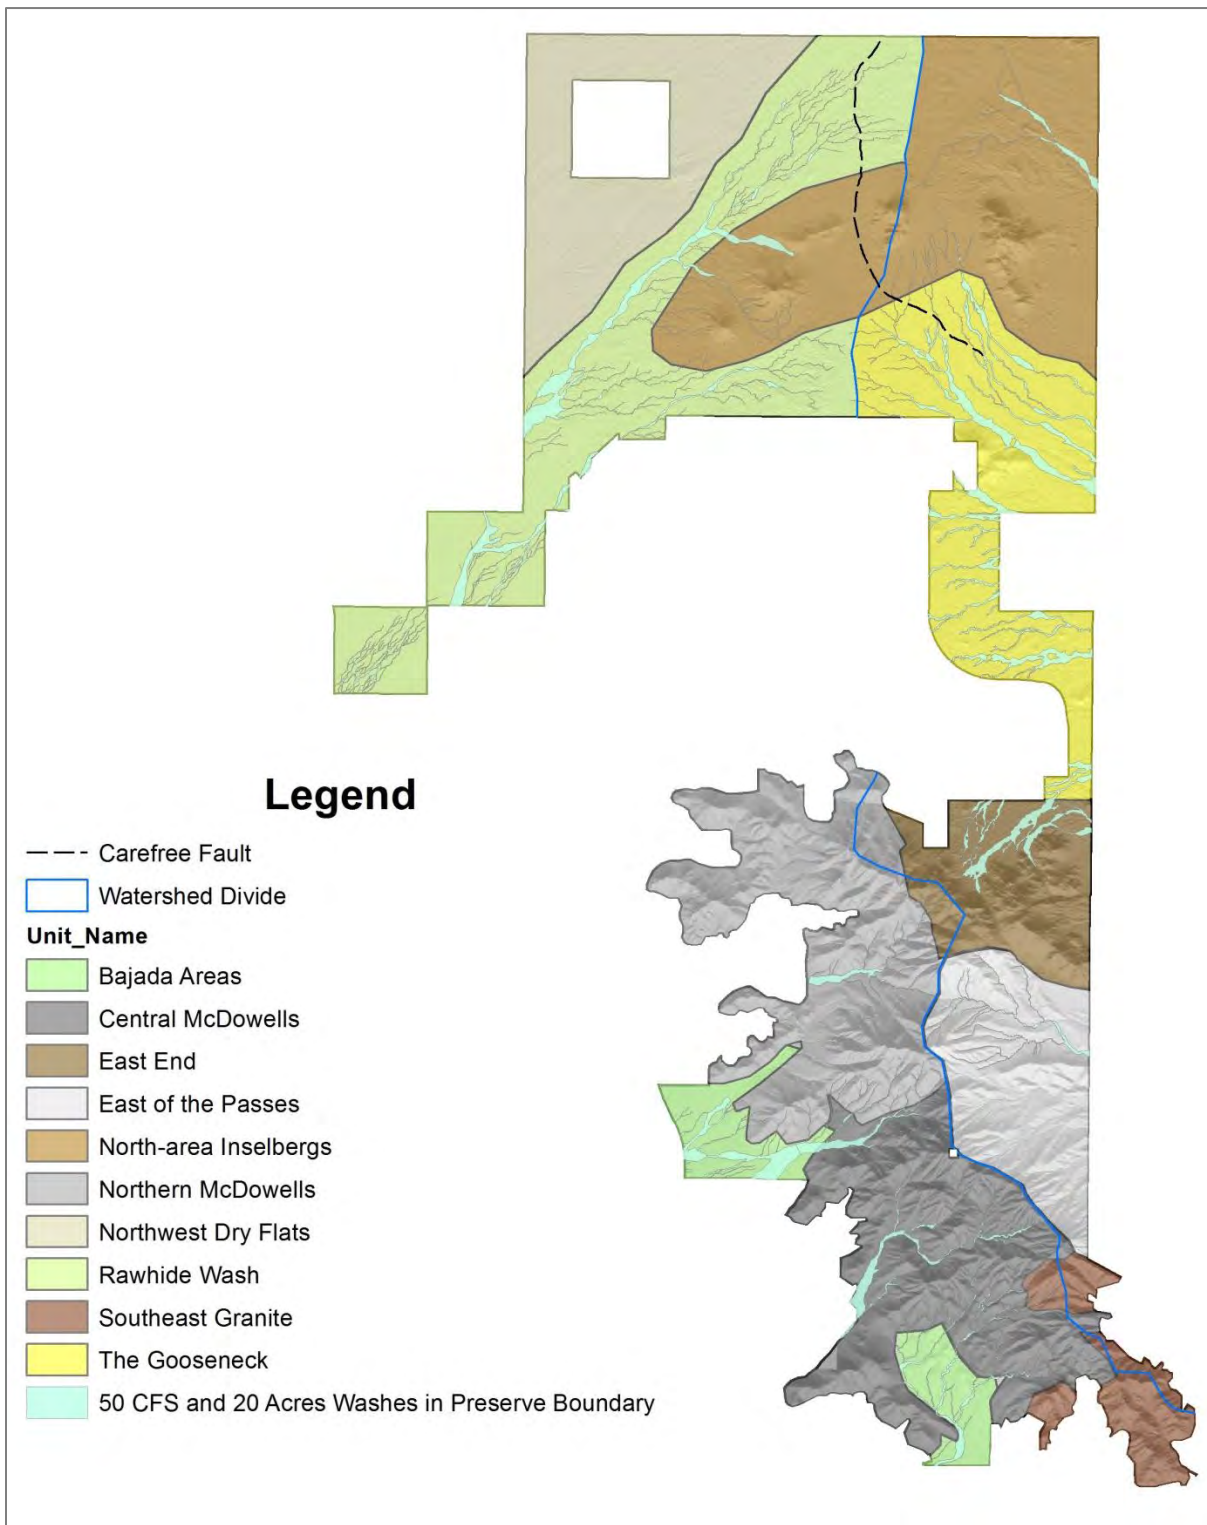 Legend
Carefree Fault
Watershed Divide
Unit_Name
Bajada Areas
Central McDowells
East End
East of the Passes
North-area Inselbergs
Northern McDowells
Northwest Dry Flats
Rawhide Wash
Southeast Granite
The Gooseneck
50 CFS and 20 Acres Washes in Preserve Boundary